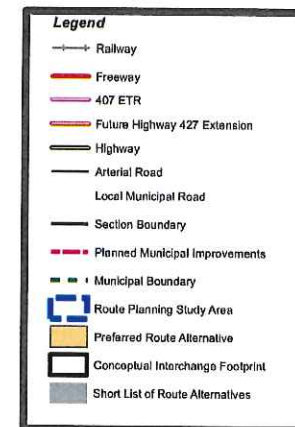 Legend
Railway
Freeway
407 ETR
Future Highway 427 Extension
Highway
Arterial Road
Local Municipal Road
Section Boundary
Planned Municipal Improvements
Municipal Boundary
Route Planning Study Area
Preferred Route Alternative
Conceptual Interchange Footprint
Short List of Route Alternatives